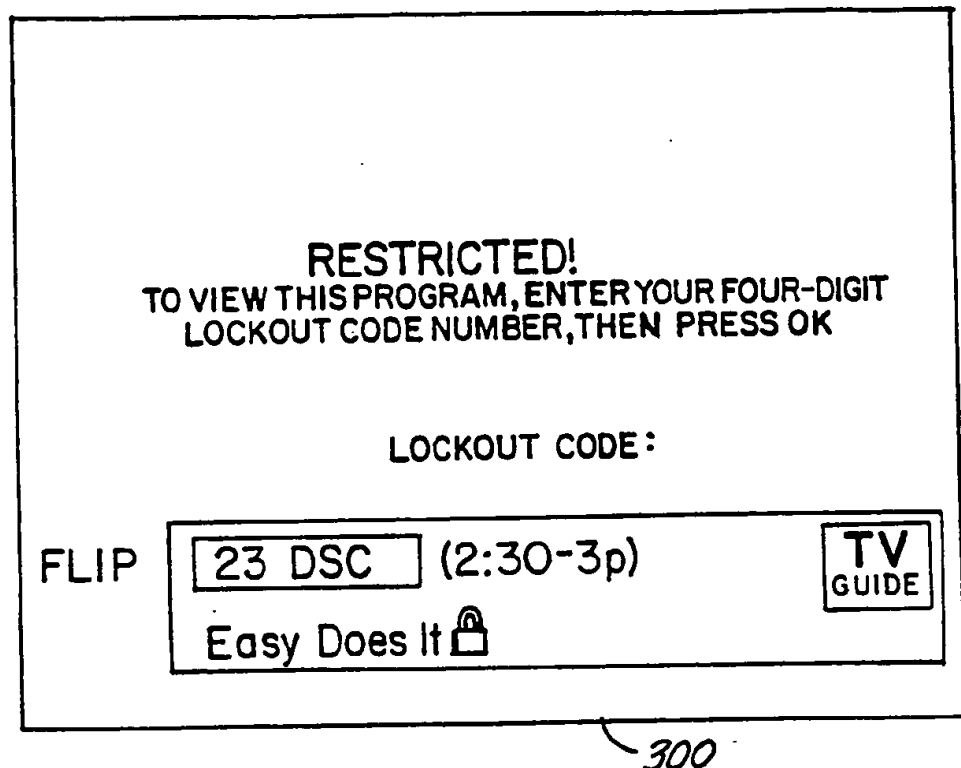 RESTRICTED!
TO VIEW THIS PROGRAM, ENTER YOUR FOUR-DIGIT
LOCKOUT CODE NUMBER, THEN PRESS OK
LOCKOUT CODE:
FLIP
23 DSC (2:30-3p)
TV
GUIDE
Easy Does It
300